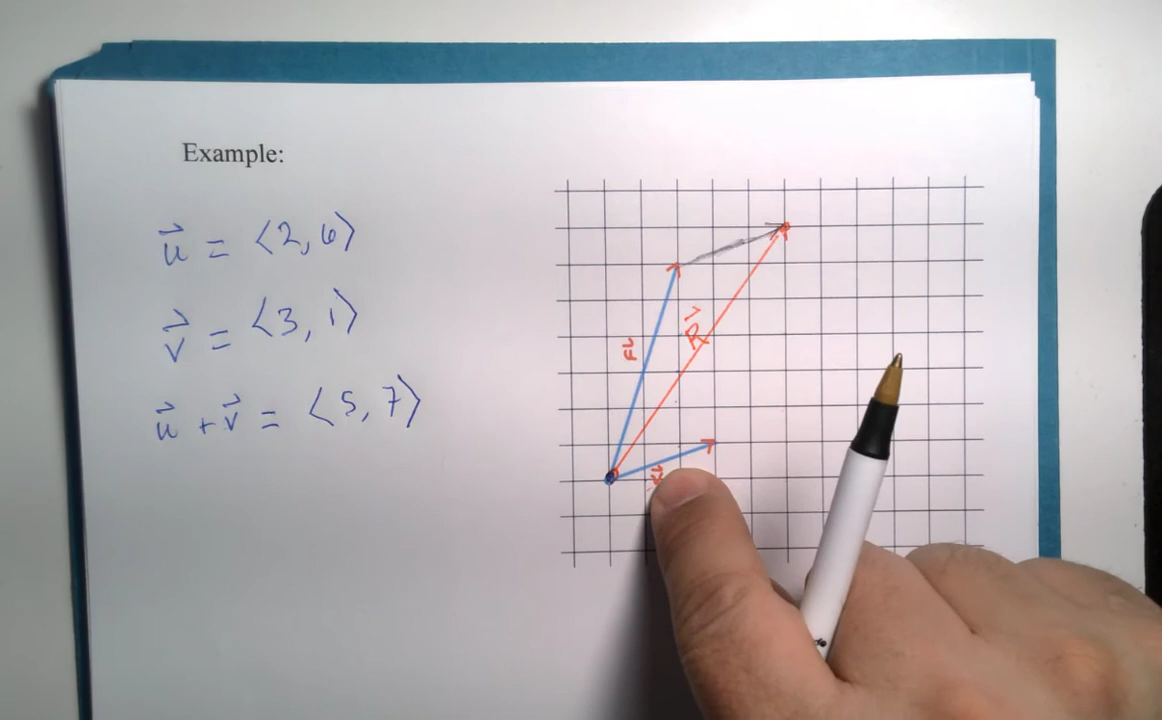 Example:
u⃗ = ⟨2, 6⟩
v⃗ = ⟨3, 1⟩
u⃗ + v⃗ = ⟨5, 7⟩
R⃗